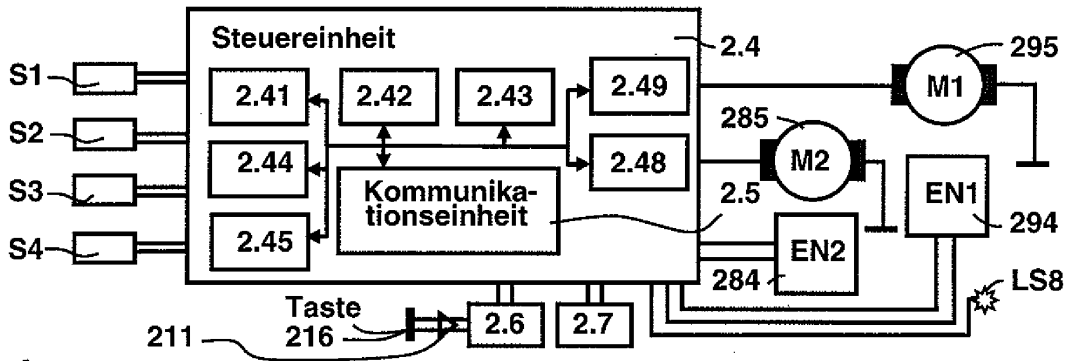 Steuereinheit
2.4
295
S1
2.41
2.42
2.43
2.49
M1
285
S2
2.44
2.48
M2
S3
Kommunika-
tionseinheit
2.5
EN1
294
S4
2.45
EN2
284
LS8
Taste
216
211
2.6
2.7